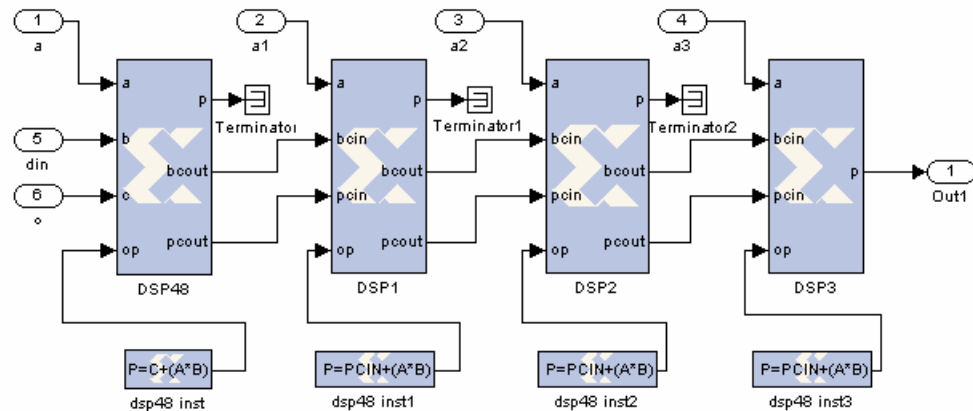 1
2
3
4
a
a1
a2
a3
a
a
a
a
p
p
p
Terminator
Terminator1
Terminator2
5
b
bcin
bcin
bcin
din
bcout
bcout
bcout
p
1
6
c
pcin
pcin
pcin
Out1
pcout
pcout
pcout
op
op
op
op
DSP48
DSP1
DSP2
DSP3
P=C+(A*B)
P=PCIN+(A*B)
P=PCIN+(A*B)
P=PCIN+(A*B)
dsp48 inst
dsp48 inst1
dsp48 inst2
dsp48 inst3